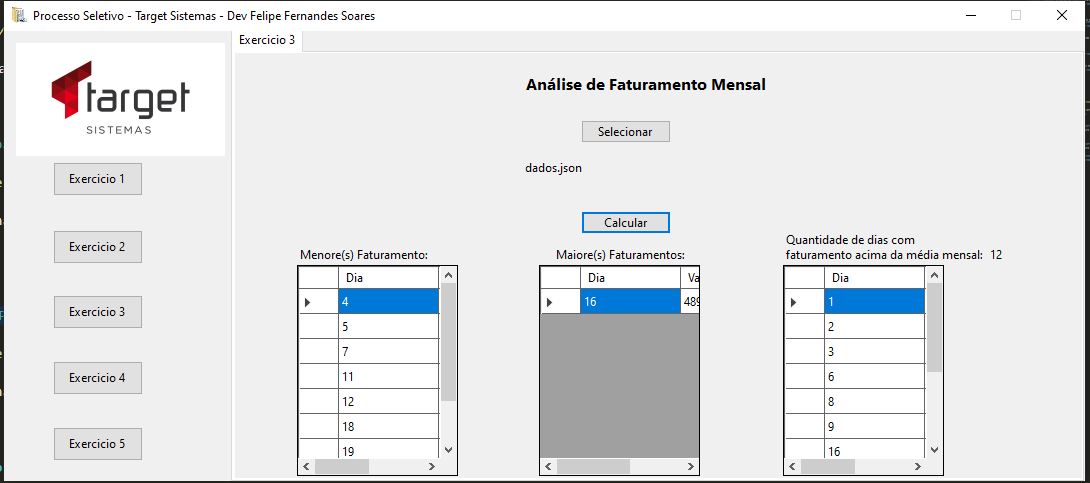 Processo Seletivo - Target Sistemas - Dev Felipe Fernandes Soares
target
SISTEMAS
Exercicio 1
Exercicio 2
Exercicio 3
Exercicio 4
Exercicio 5
Exercicio 3
Análise de Faturamento Mensal
Selecionar
dados.json
Calcular
Menore(s) Faturamento:
Dia
4
5
7
11
12
18
19
Maiore(s) Faturamentos:
Dia Va
16 489
Quantidade de dias com
faturamento acima da média mensal: 12
Dia
1
2
3
6
8
9
16